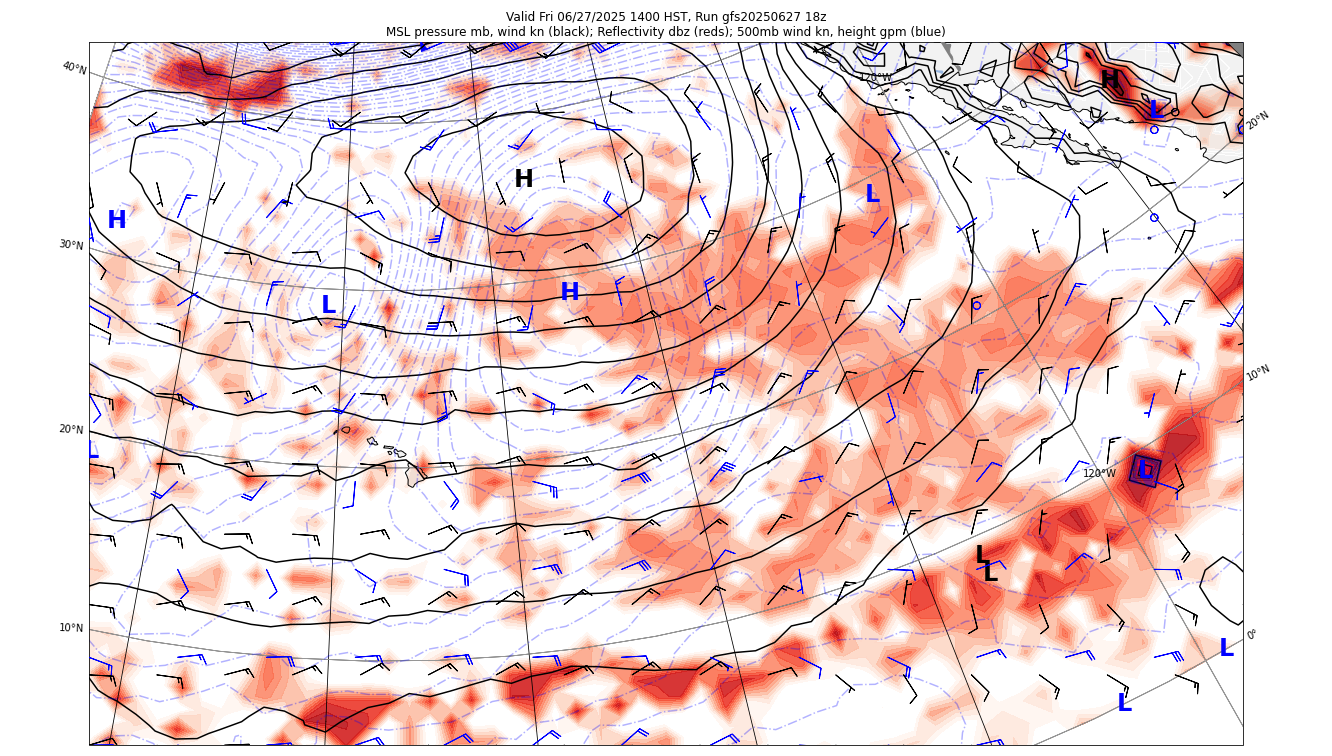 Valid Fri 06/27/2025 1400 HST, Run gfs20250627 18z
MSL pressure mb, wind kn (black); Reflectivity dbz (reds); 500mb wind kn, height gpm (blue)
40°N
120°W
H
L
20°N
H
L
H
30°N
H
L
10°N
20°N
L
120°W
L
L
L
10°N
0°
L
L